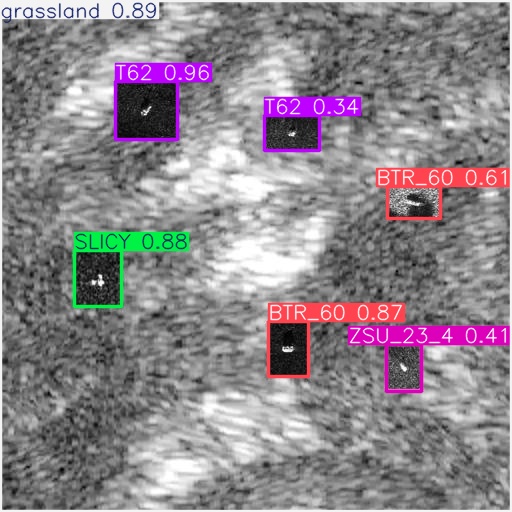 grassland 0.89
T62 0.96
T62 0.34
BTR_60 0.61
SLICY 0.88
BTR_60 0.87
ZSU_23_4 0.41